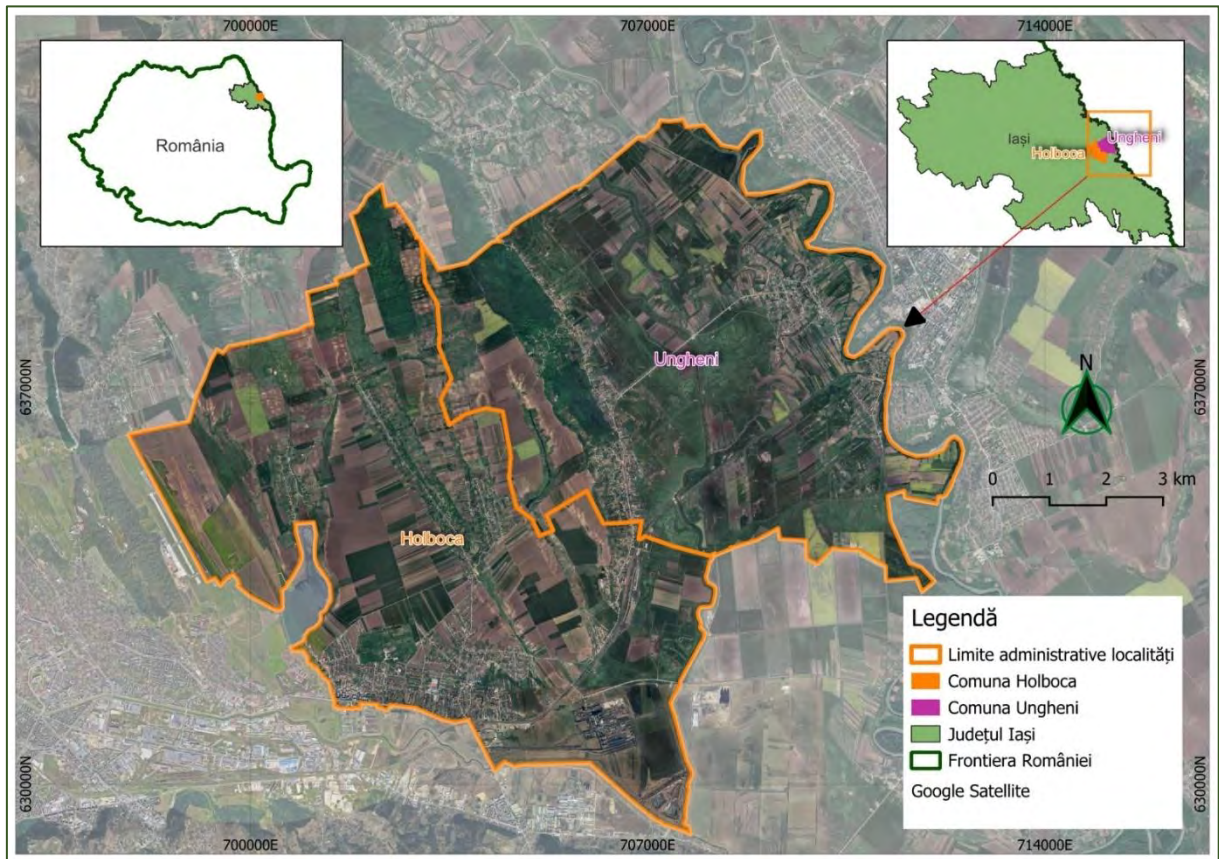 700000E
707000E
714000E
România
Iași
Ungheni
Holboca
637000N
637000N
Ungheni
Holboca
N
0 1 2 3 km
Legendă
Limite administrative localități
Comuna Holboca
Comuna Ungheni
Județul Iași
Frontiera României
Google Satellite
630000N
630000N
700000E
707000E
714000E